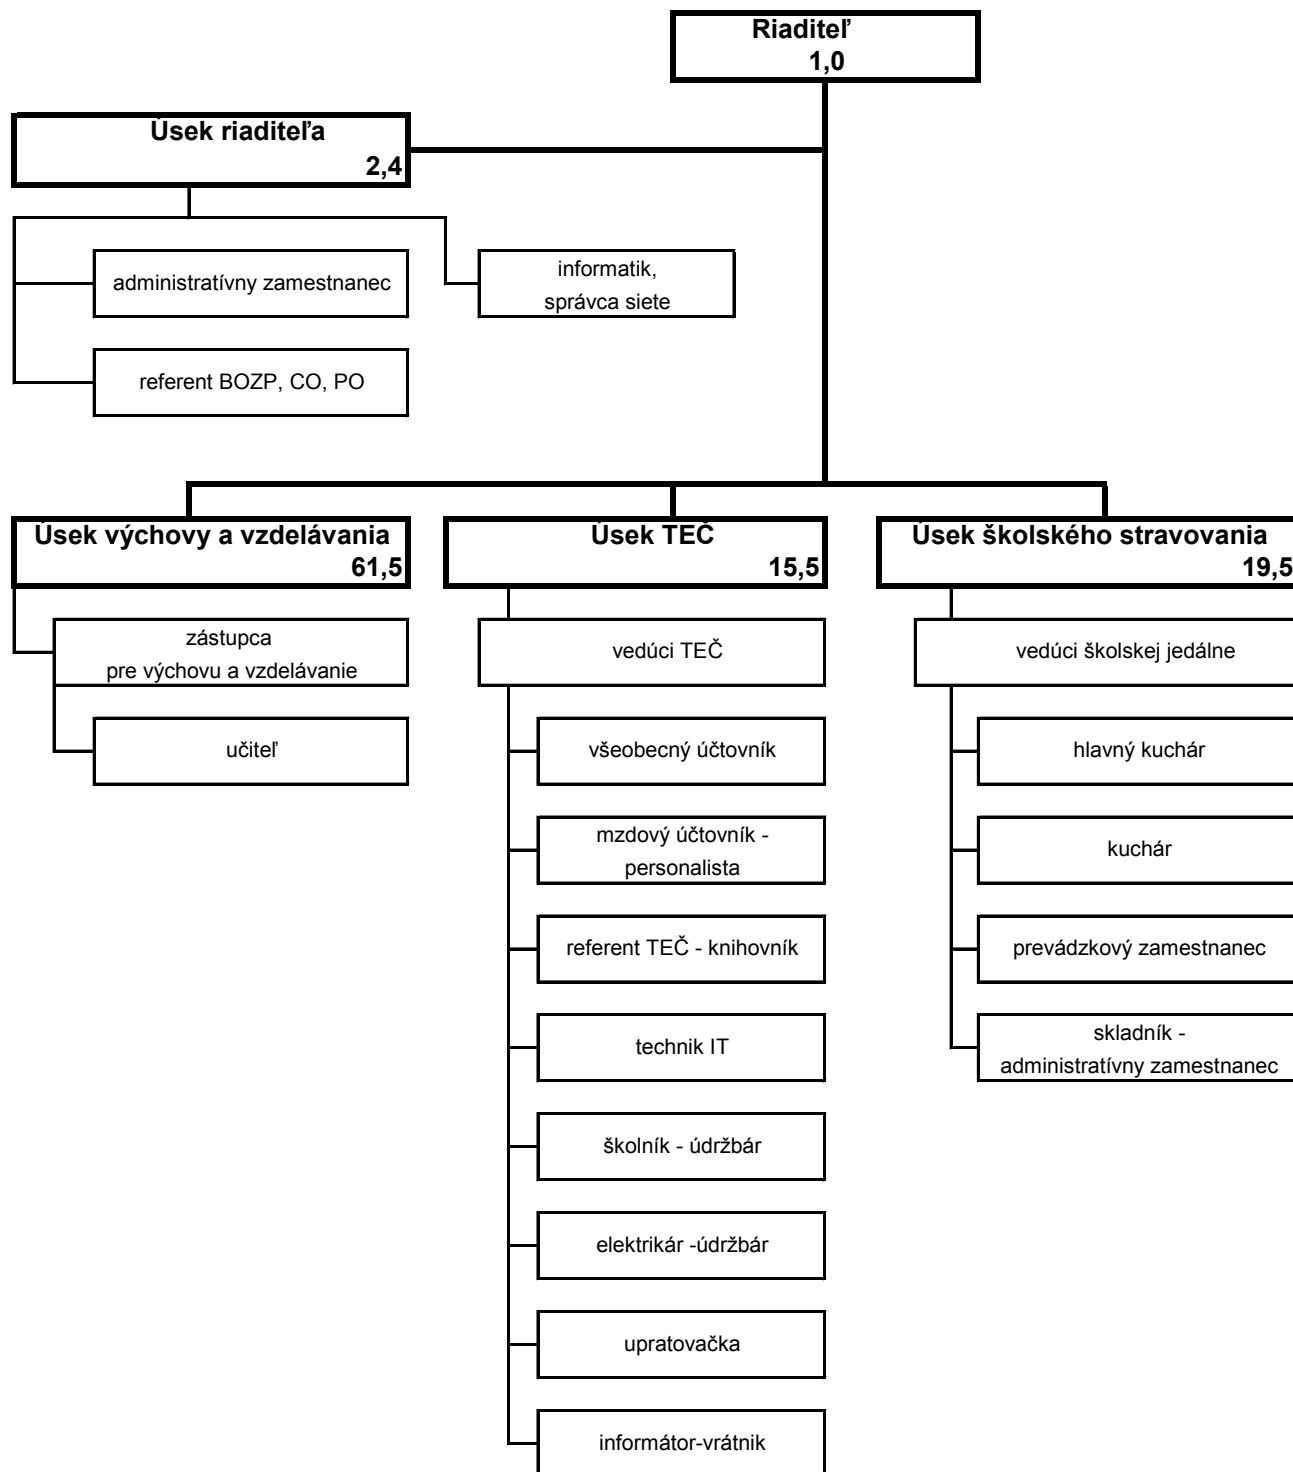 Riaditeľ
1,0
Úsek riaditeľa
2,4
administratívny zamestnanec
informatik,
správca siete
referent BOZP, CO, PO
Úsek výchovy a vzdelávania
61,5
zástupca
pre výchovu a vzdelávanie
učiteľ
Úsek TEČ
15,5
vedúci TEČ
všeobecný účtovník
mzdový účtovník -
personalista
referent TEČ - knihovník
technik IT
školník - údržbár
elektrikár -údržbár
upratovačka
informátor-vrátnik
Úsek školského stravovania
19,5
vedúci školskej jedálne
hlavný kuchár
kuchár
prevádzkový zamestnanec
skladník -
administratívny zamestnanec